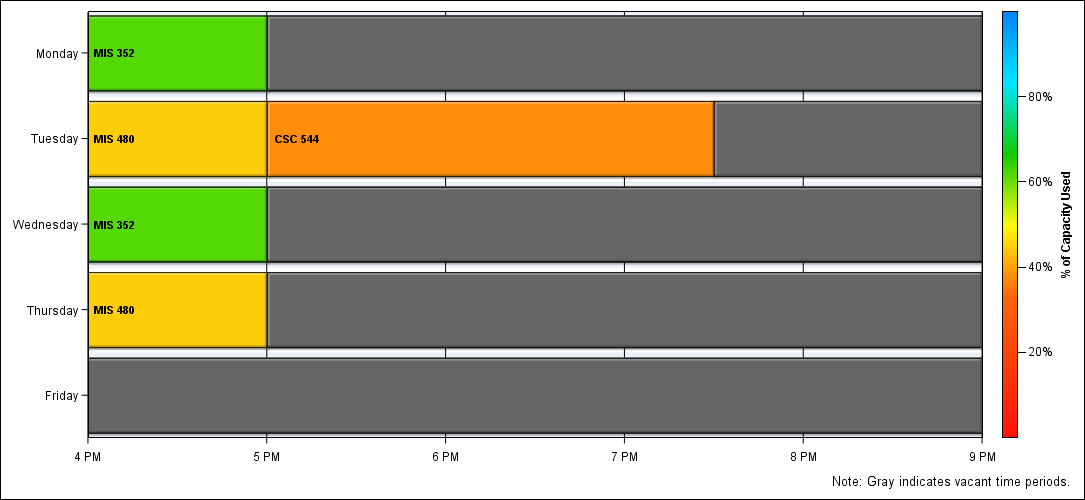 Monday
MIS 352
Tuesday
MIS 480
CSC 544
Wednesday
MIS 352
Thursday
MIS 480
Friday
4 PM
5 PM
6 PM
7 PM
8 PM
9 PM
80%
60%
40%
20%
% of Capacity Used
Note: Gray indicates vacant time periods.